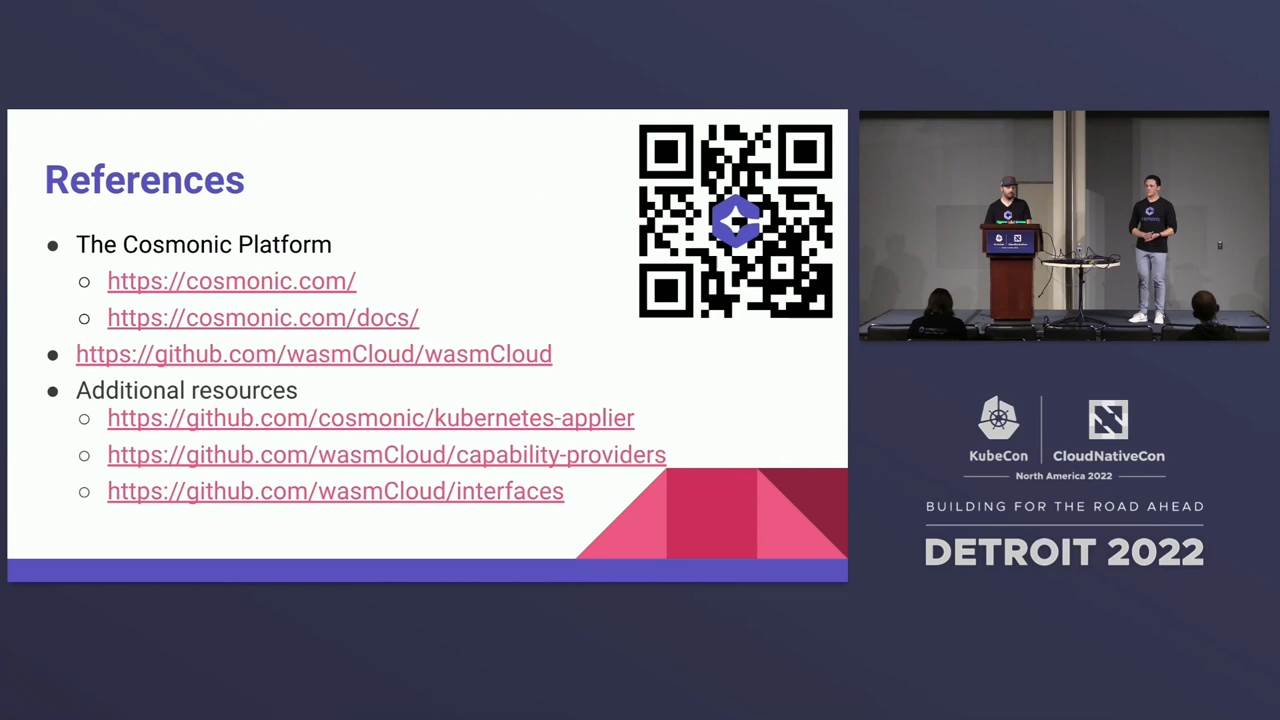 References
● The Cosmonic Platform
○ https://cosmonic.com/
○ https://cosmonic.com/docs/
● https://github.com/wasmCloud/wasmCloud
● Additional resources
○ https://github.com/cosmonic/kubernetes-applier
○ https://github.com/wasmCloud/capability-providers
○ https://github.com/wasmCloud/interfaces
KubeCon
CloudNativeCon
North America 2022
BUILDING FOR THE ROAD AHEAD
DETROIT 2022